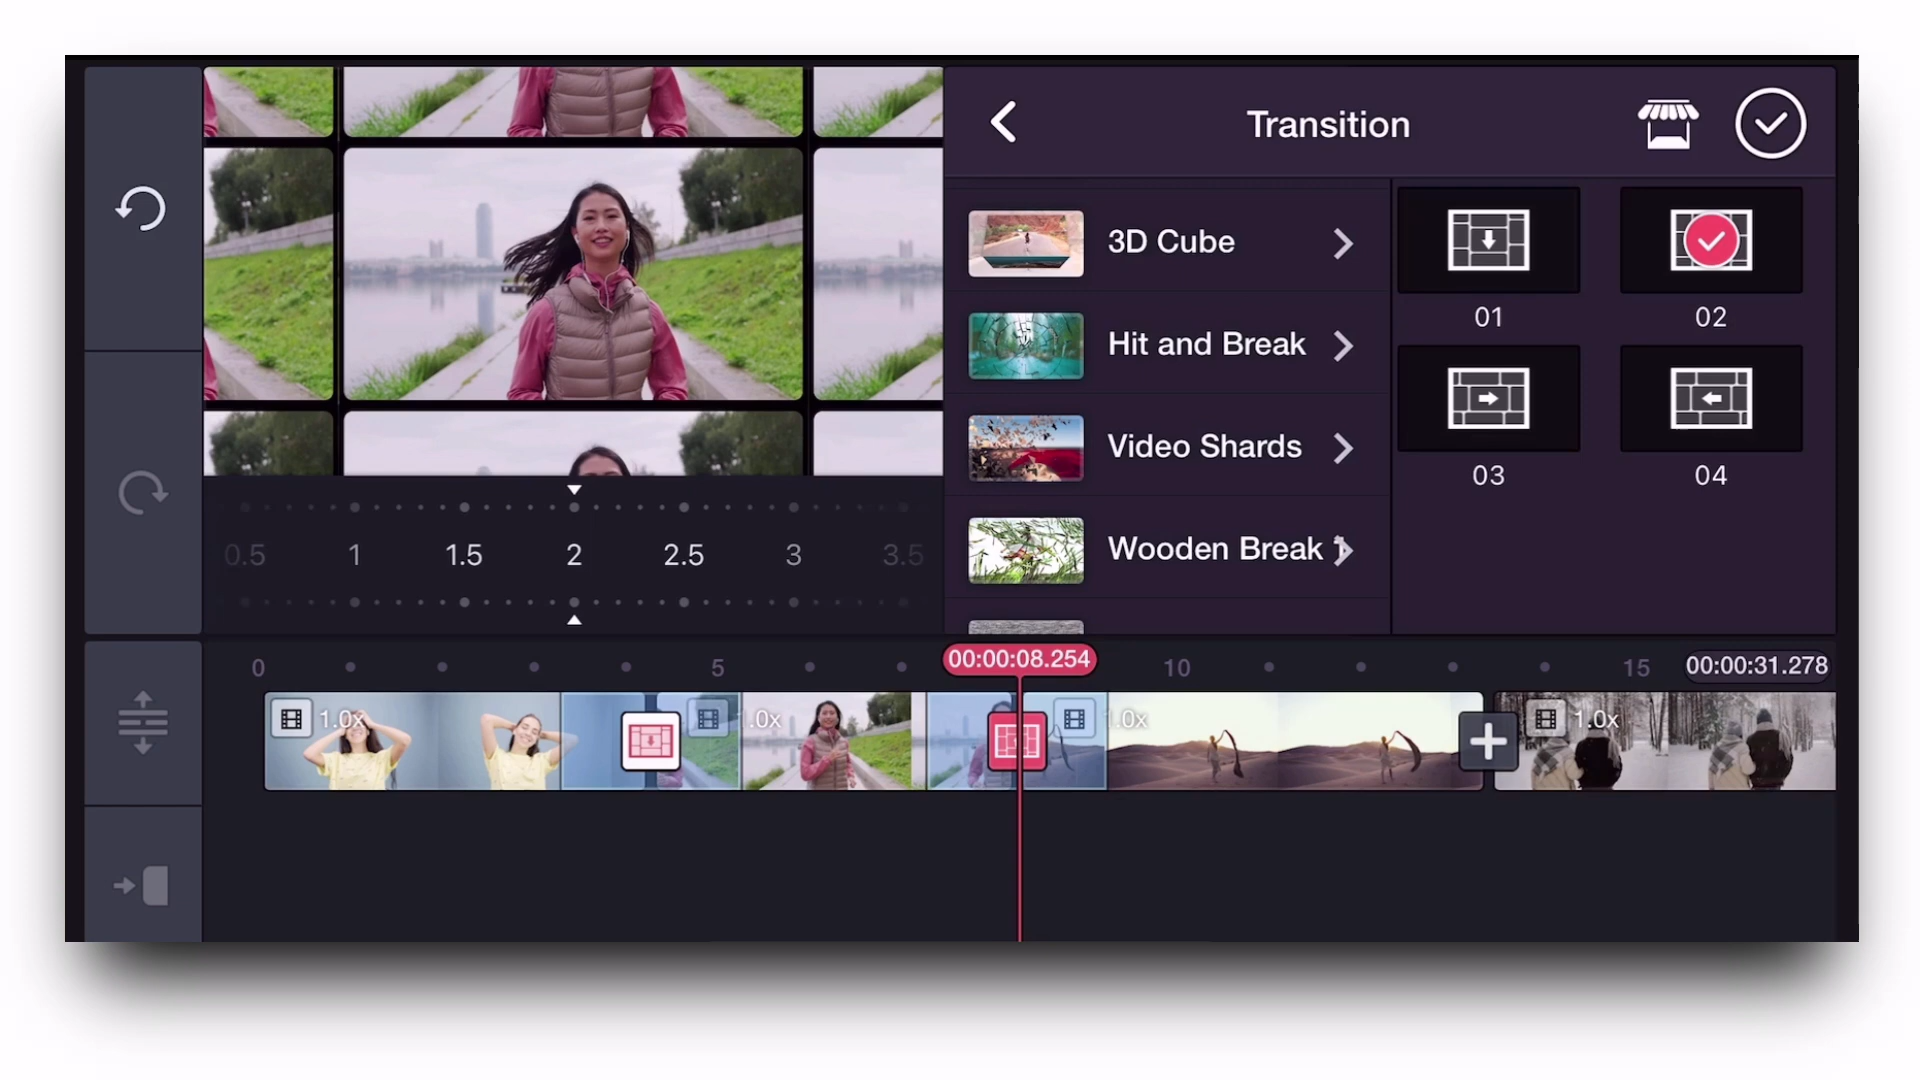 Transition
3D Cube
Hit and Break
Video Shards
Wooden Break 1
01
02
03
04
0.5 1 1.5 2 2.5 3 3.5
0 5 00:00:08.254 10 15 00:00:31.278
1.0x
1.0x
1.0x
1.0x